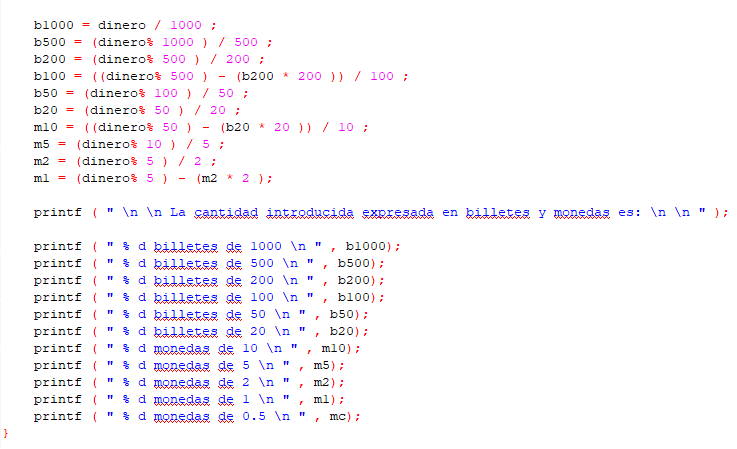 b1000 = dinero / 1000 ;
b500 = (dinero% 1000 ) / 500 ;
b200 = (dinero% 500 ) / 200 ;
b100 = ((dinero% 500 ) - (b200 * 200 )) / 100 ;
b50 = (dinero% 100 ) / 50 ;
b20 = (dinero% 50 ) / 20 ;
m10 = ((dinero% 50 ) - (b20 * 20 )) / 10 ;
m5 = (dinero% 10 ) / 5 ;
m2 = (dinero% 5 ) / 2 ;
m1 = (dinero% 5 ) - (m2 * 2 );
printf ( " \n \n La cantidad introducida expresada en billetes y monedas es: \n \n " );
printf ( " % d billetes de 1000 \n " , b1000);
printf ( " % d billetes de 500 \n " , b500);
printf ( " % d billetes de 200 \n " , b200);
printf ( " % d billetes de 100 \n " , b100);
printf ( " % d billetes de 50 \n " , b50);
printf ( " % d billetes de 20 \n " , b20);
printf ( " % d monedas de 10 \n " , m10);
printf ( " % d monedas de 5 \n " , m5);
printf ( " % d monedas de 2 \n " , m2);
printf ( " % d monedas de 1 \n " , m1);
printf ( " % d monedas de 0.5 \n " , mc);
}